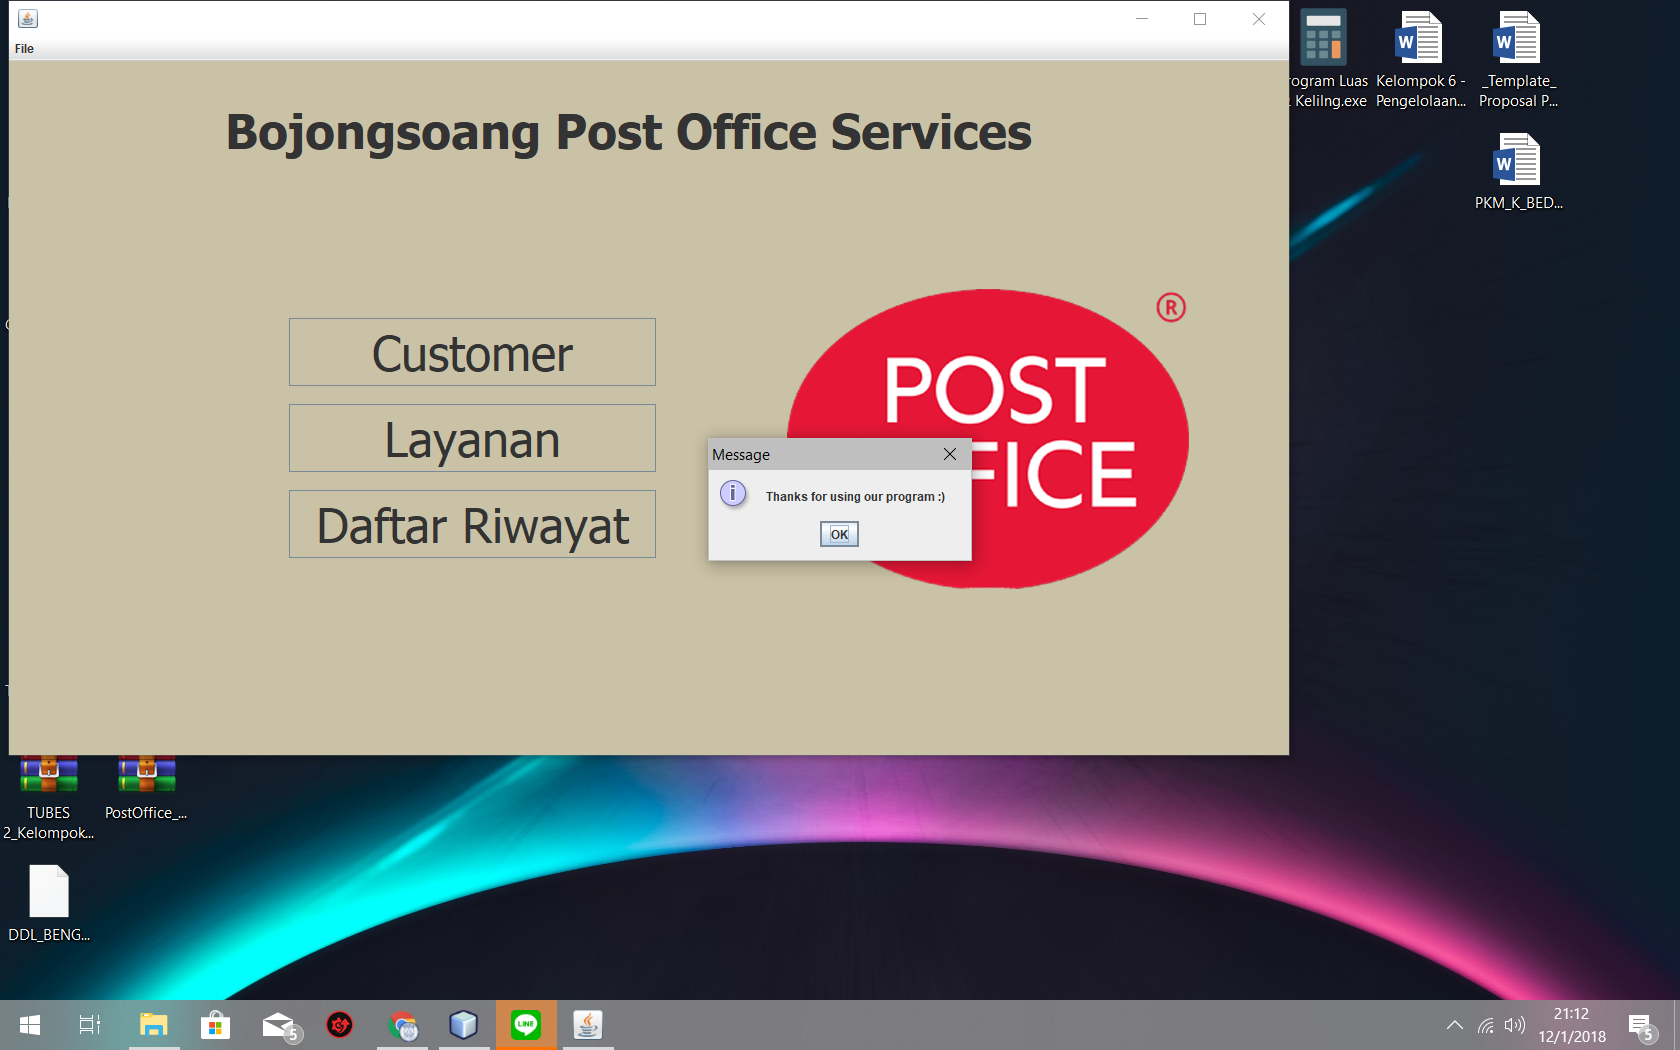 File
Bojongsoang Post Office Services
Customer
Layanan
Daftar Riwayat
POST
FICE
®
Message
Thanks for using our program :)
OK
rogram Luas
Kelilng.exe
Kelompok 6 -
Pengelolaan...
_Template_
Proposal P...
PKM_K_BED...
TUBES
2_Kelompok...
PostOffice_...
DDL_BENG...
5
LINE
21:12
12/1/2018
5